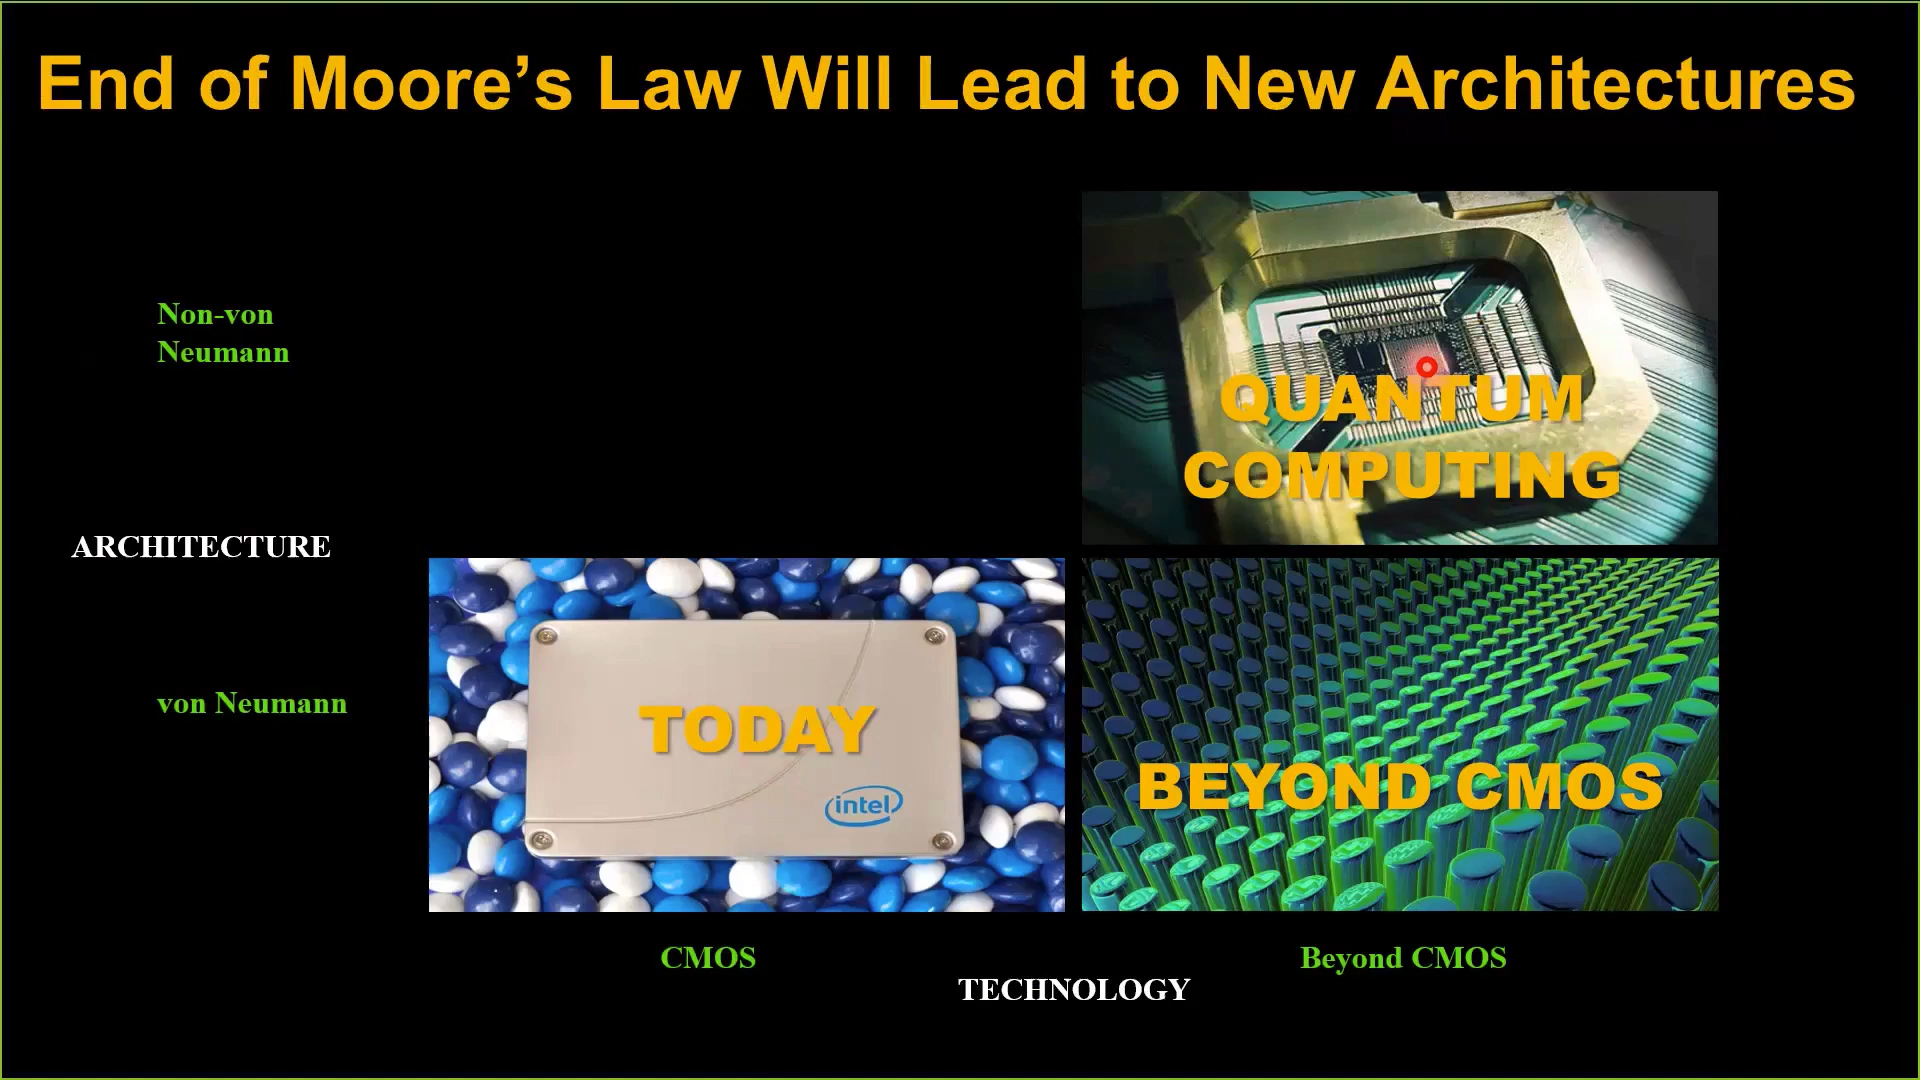 End of Moore’s Law Will Lead to New Architectures
Non-von
Neumann
QUANTUM
COMPUTING
ARCHITECTURE
von Neumann
TODAY
intel
BEYOND CMOS
CMOS
Beyond CMOS
TECHNOLOGY